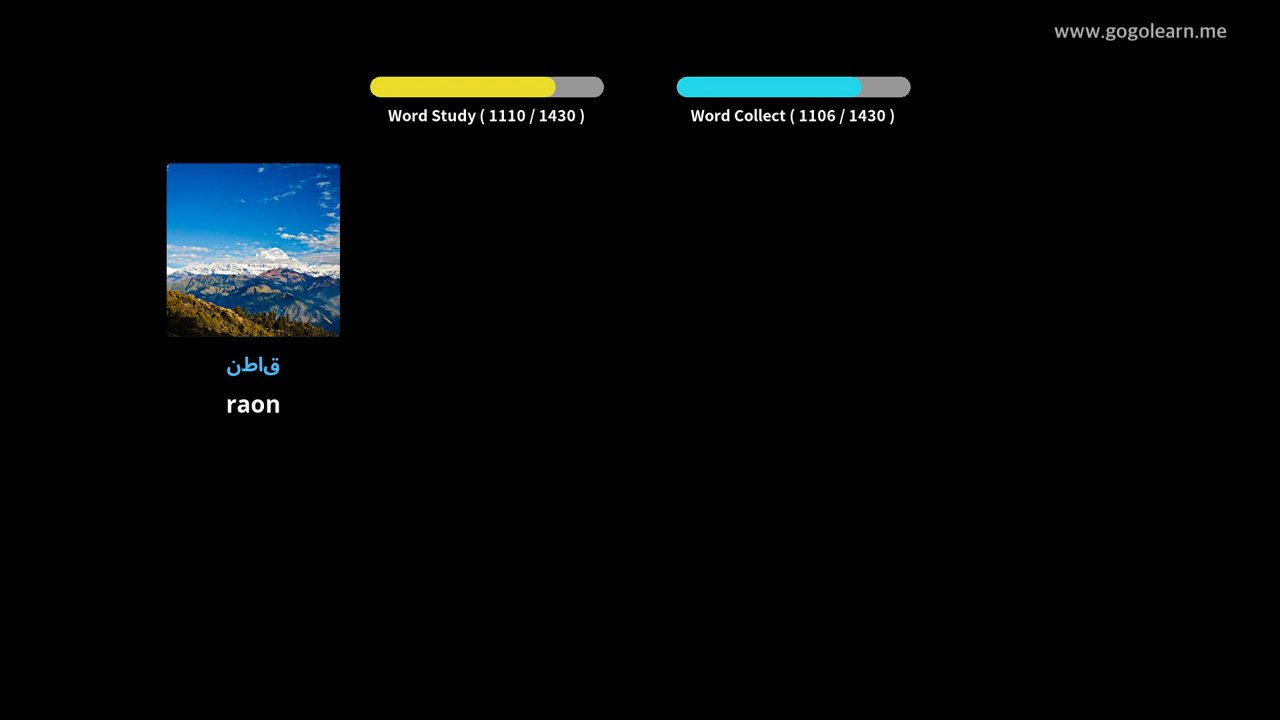 www.gogolearn.me
Word Study ( 1110 / 1430 )
Word Collect ( 1106 / 1430 )
قاطن
raon